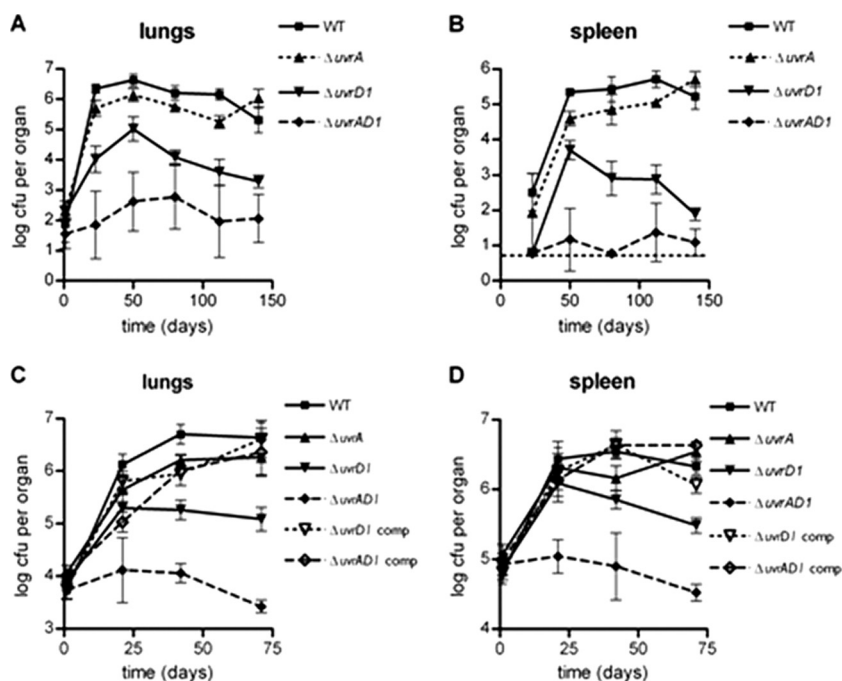 A
lungs
log cfu per organ
7
6
5
4
3
2
1
0
0 50 100 150
time (days)
WT
ΔuvrA
ΔuvrD1
ΔuvrAD1
B
spleen
log cfu per organ
6
5
4
3
2
1
0
0 50 100 150
time (days)
WT
ΔuvrA
ΔuvrD1
ΔuvrAD1
C
lungs
log cfu per organ
7
6
5
4
3
0 25 50 75
time (days)
WT
ΔuvrA
ΔuvrD1
ΔuvrAD1
ΔuvrD1 comp
ΔuvrAD1 comp
D
spleen
log cfu per organ
7
6
5
4
0 25 50 75
time (days)
WT
ΔuvrA
ΔuvrD1
ΔuvrAD1
ΔuvrD1 comp
ΔuvrAD1 comp